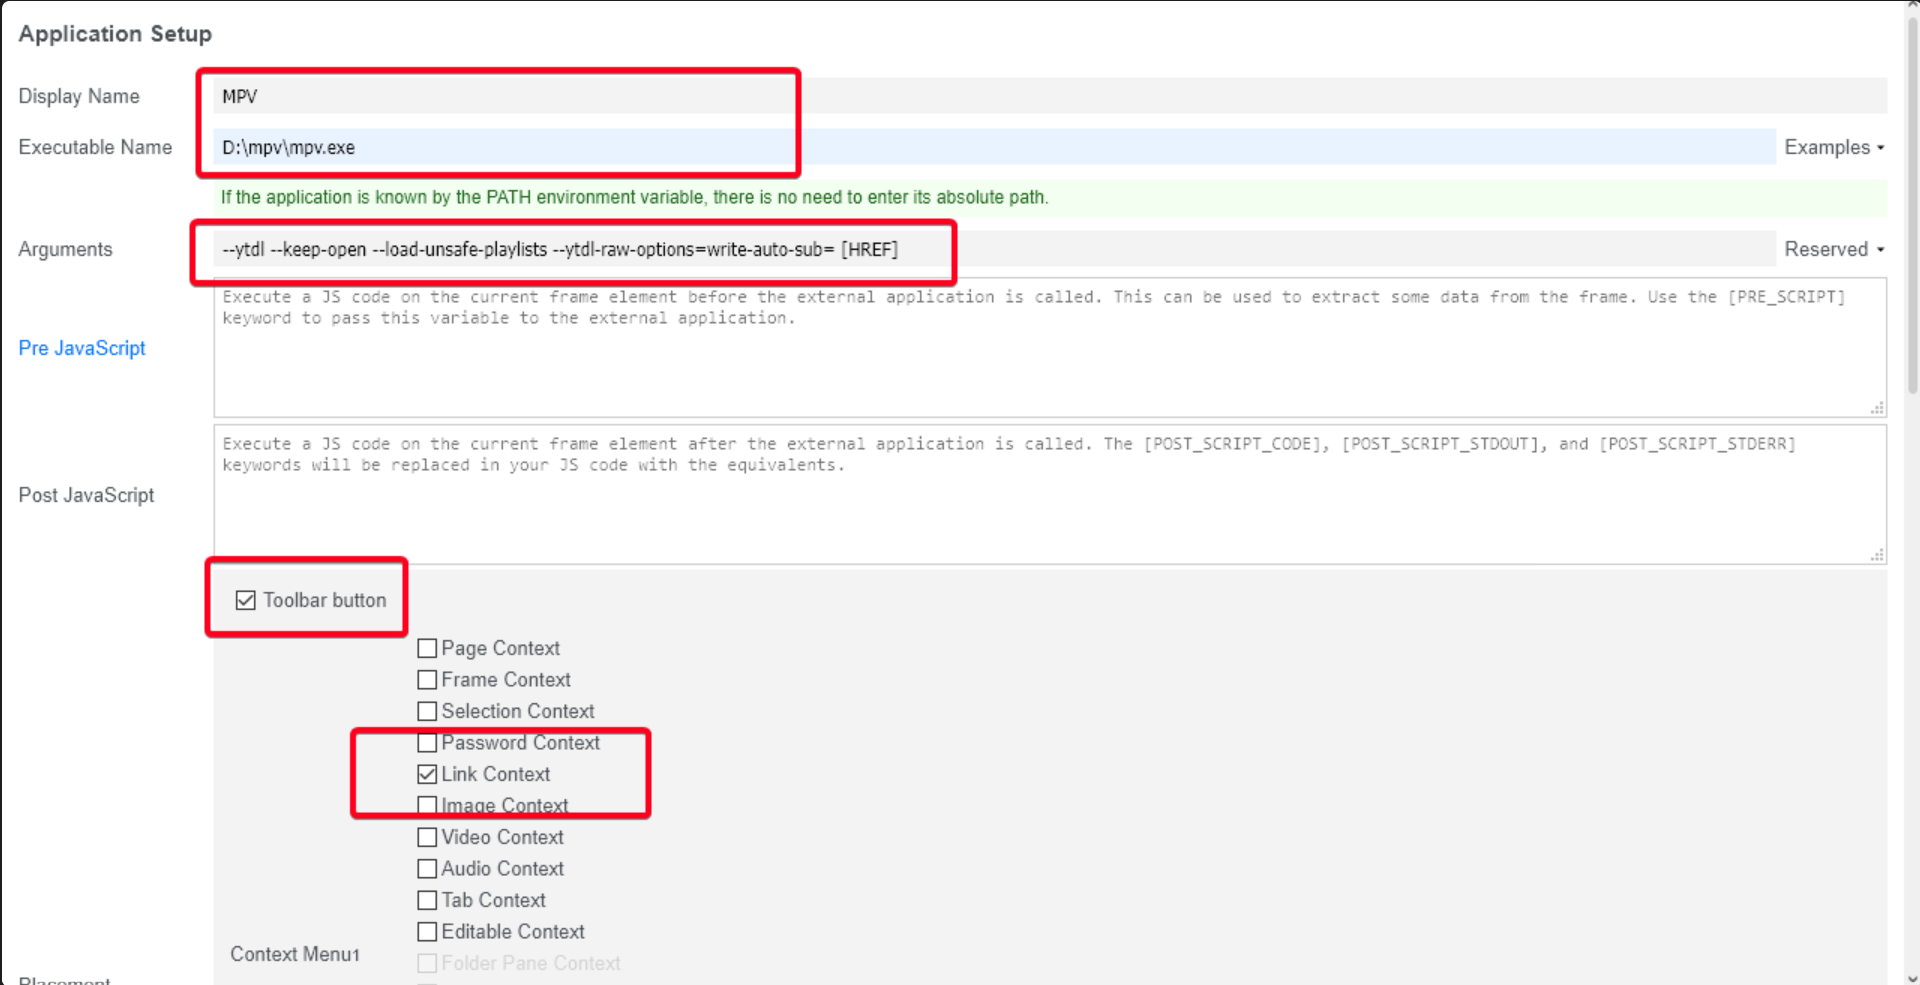 Application Setup
Display Name
MPV
Executable Name
D:\mpv\mpv.exe
Examples
If the application is known by the PATH environment variable, there is no need to enter its absolute path.
Arguments
--ytdl --keep-open --load-unsafe-playlists --ytdl-raw-options=write-auto-sub= [HREF]
Reserved
Pre JavaScript
Execute a JS code on the current frame element before the external application is called. This can be used to extract some data from the frame. Use the [PRE_SCRIPT]
keyword to pass this variable to the external application.
Post JavaScript
Execute a JS code on the current frame element after the external application is called. The [POST_SCRIPT_CODE], [POST_SCRIPT_STDOUT], and [POST_SCRIPT_STDERR]
keywords will be replaced in your JS code with the equivalents.
Toolbar button
Page Context
Frame Context
Selection Context
Password Context
Link Context
Image Context
Video Context
Audio Context
Tab Context
Editable Context
Context Menu1
Folder Pane Context
Placement